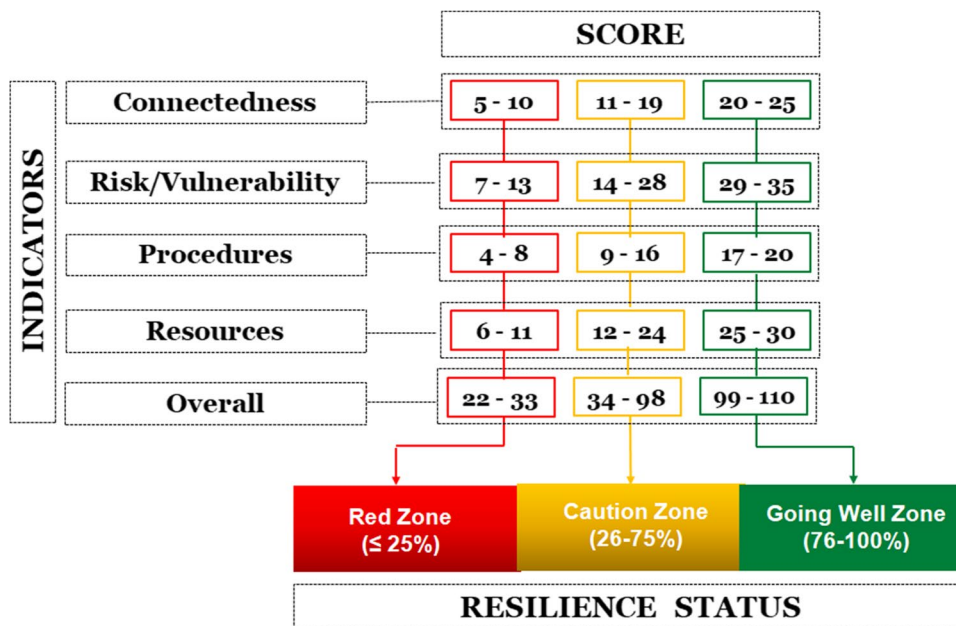 SCORE
INDICATORS
Connectedness
5 - 10
11 - 19
20 - 25
Risk/Vulnerability
7 - 13
14 - 28
29 - 35
Procedures
4 - 8
9 - 16
17 - 20
Resources
6 - 11
12 - 24
25 - 30
Overall
22 - 33
34 - 98
99 - 110
Red Zone
(≤ 25%)
Caution Zone
(26-75%)
Going Well Zone
(76-100%)
RESILIENCE STATUS